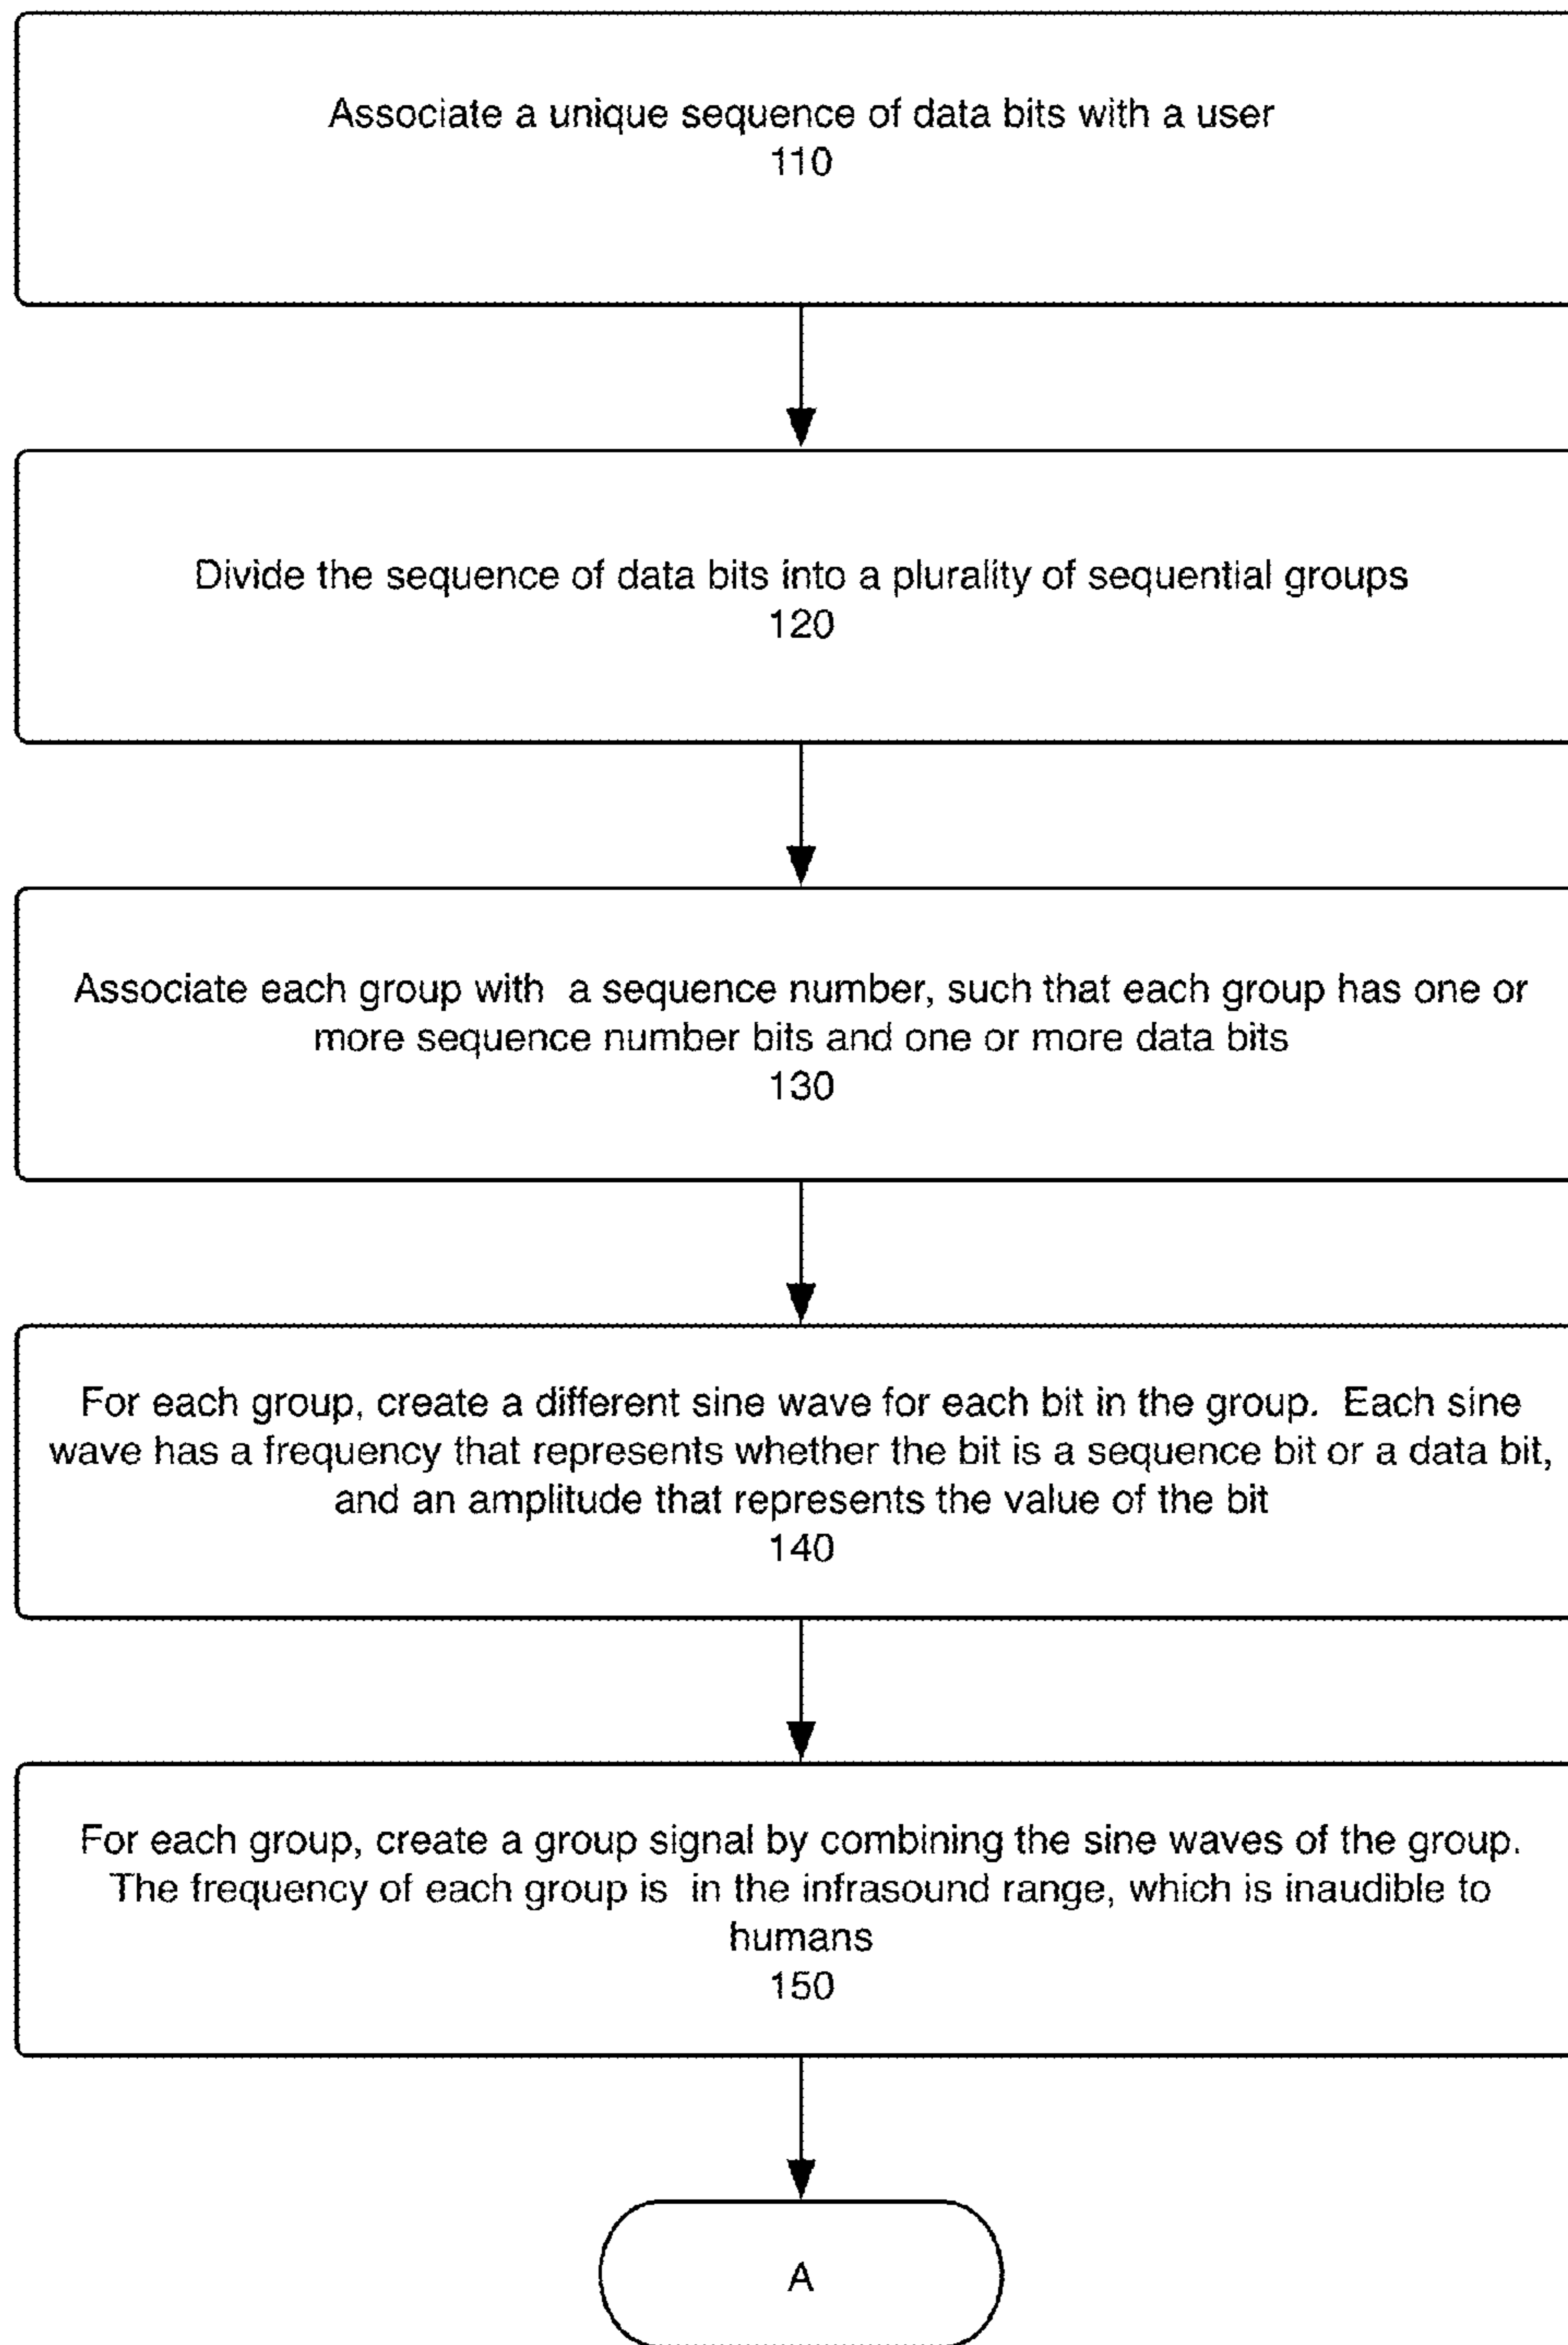 Associate a unique sequence of data bits with a user
110
Divide the sequence of data bits into a plurality of sequential groups
120
Associate each group with a sequence number, such that each group has one or
more sequence number bits and one or more data bits
130
For each group, create a different sine wave for each bit in the group. Each sine
wave has a frequency that represents whether the bit is a sequence bit or a data bit,
and an amplitude that represents the value of the bit
140
For each group, create a group signal by combining the sine waves of the group.
The frequency of each group is in the infrasound range, which is inaudible to
humans
150
A